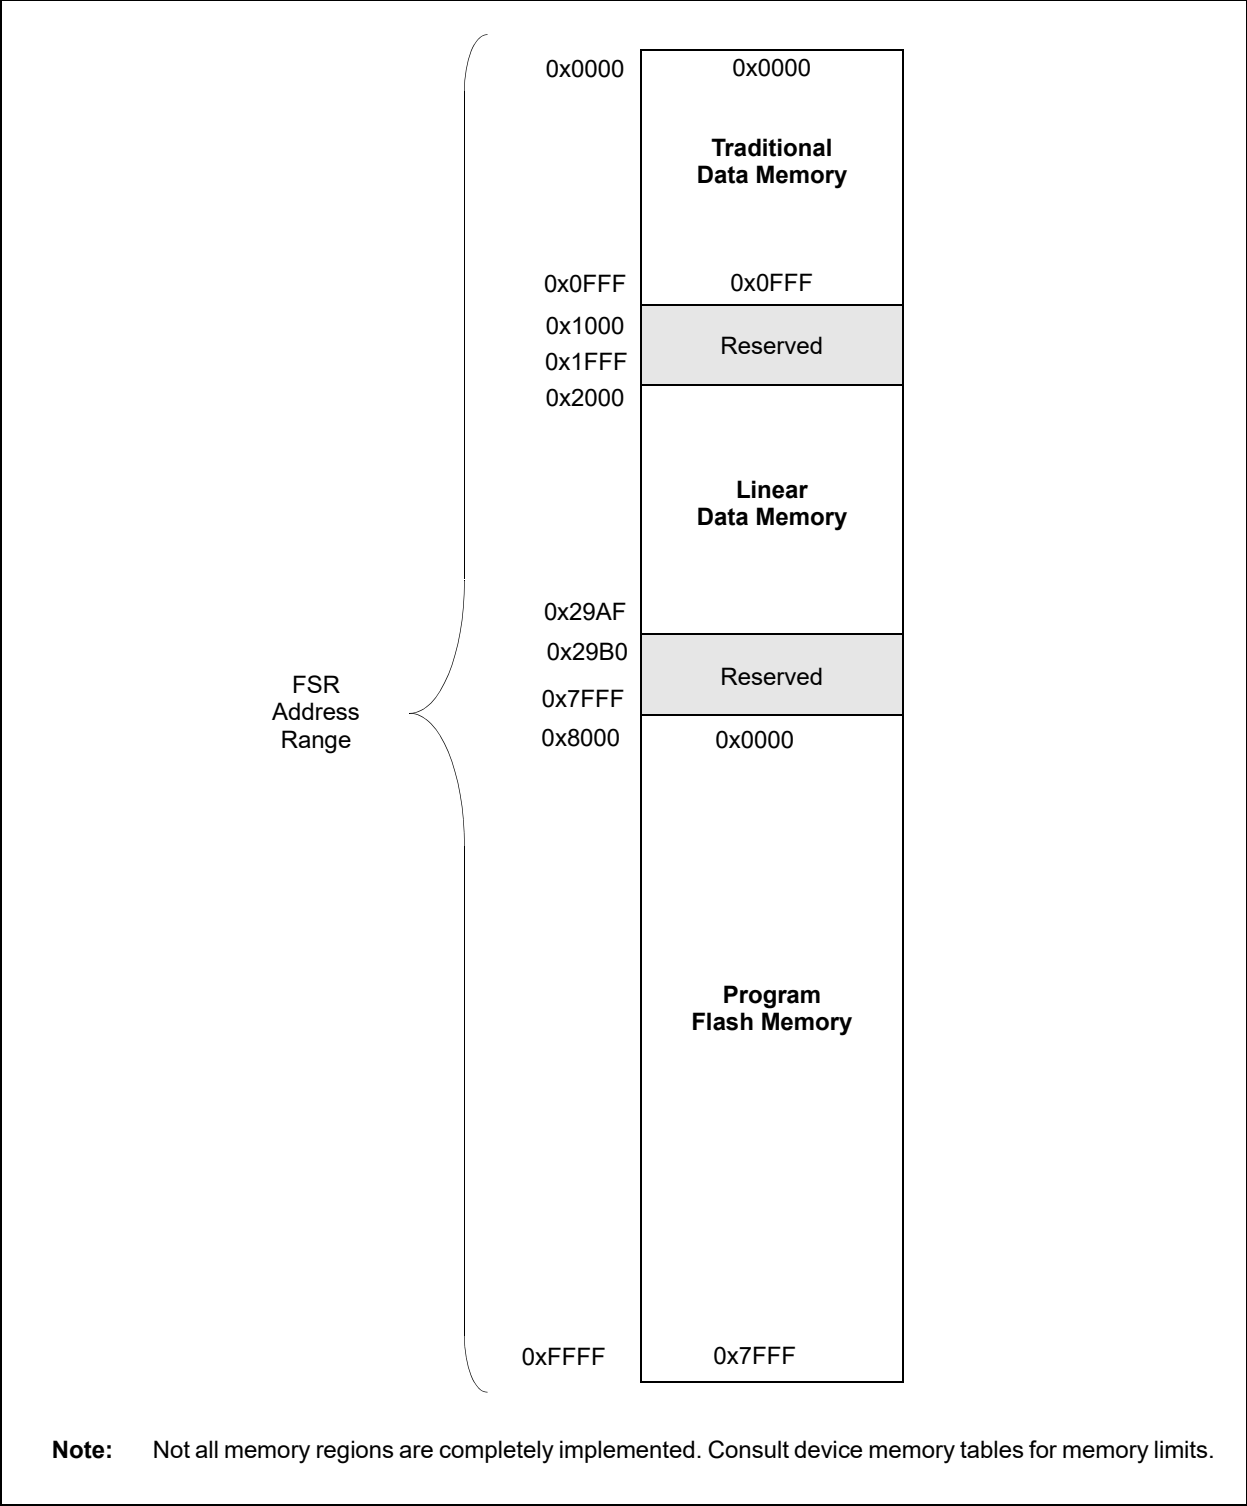 0x0000 0x0000
Traditional
Data Memory
0x0FFF 0x0FFF
0x1000
Reserved
0x1FFF
0x2000
Linear
Data Memory
0x29AF
0x29B0
Reserved
0x7FFF
FSR
Address
Range
0x8000 0x0000
Program
Flash Memory
0xFFFF 0x7FFF
Note: Not all memory regions are completely implemented. Consult device memory tables for memory limits.